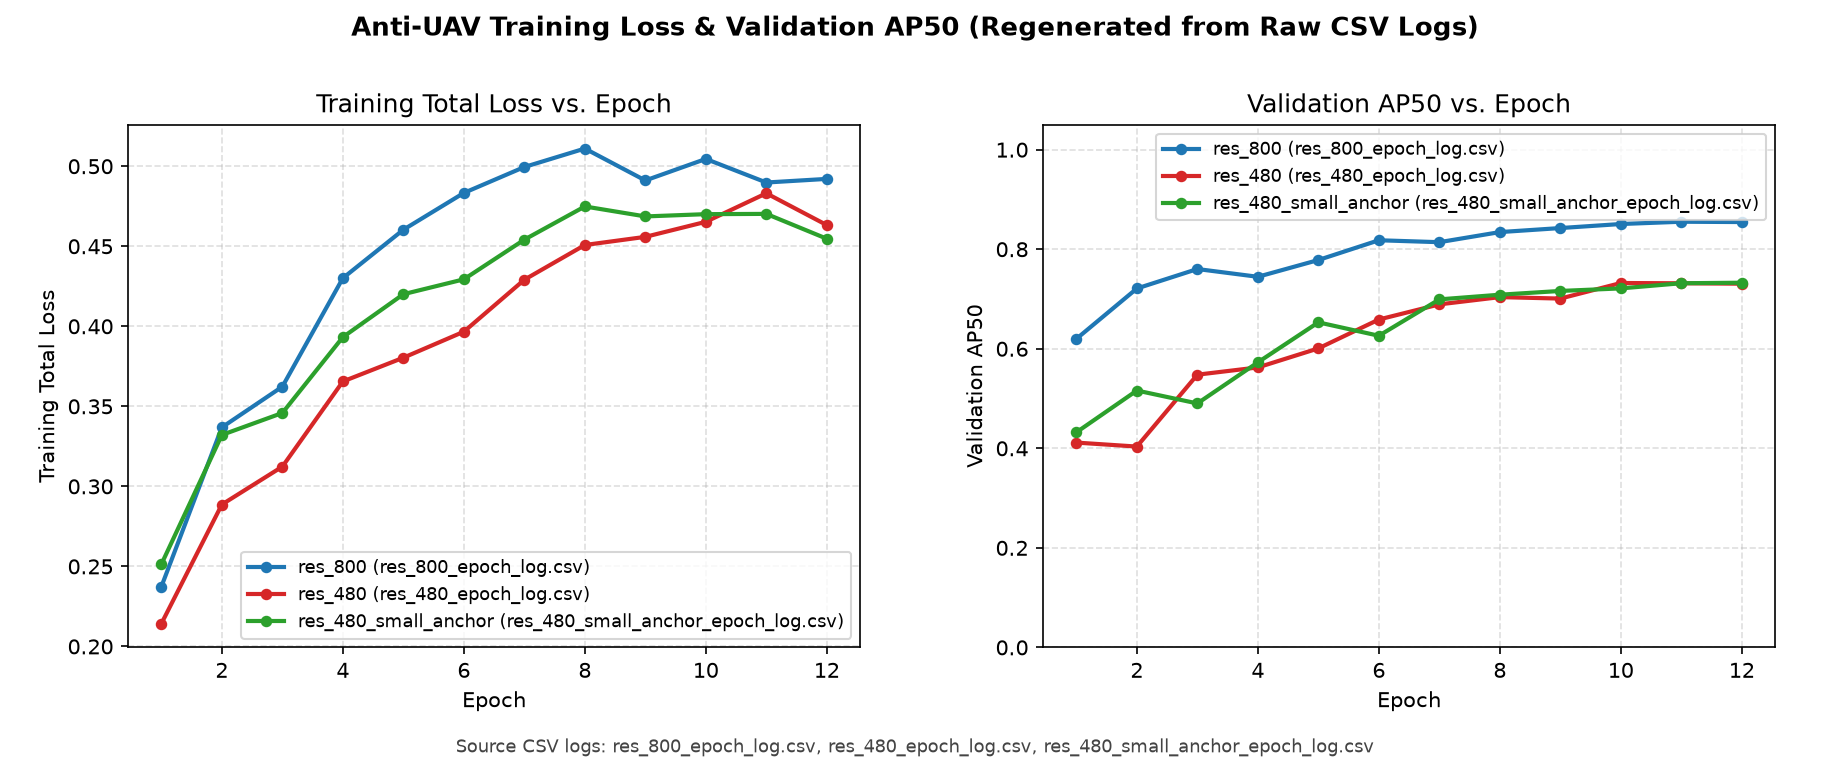 Anti-UAV Training Loss & Validation AP50 (Regenerated from Raw CSV Logs)
Training Total Loss vs. Epoch
Training Total Loss
0.50
0.45
0.40
0.35
0.30
0.25
0.20
res_800 (res_800_epoch_log.csv)
res_480 (res_480_epoch_log.csv)
res_480_small_anchor (res_480_small_anchor_epoch_log.csv)
2 4 6 8 10 12
Epoch
Validation AP50 vs. Epoch
Validation AP50
1.0
0.8
0.6
0.4
0.2
0.0
res_800 (res_800_epoch_log.csv)
res_480 (res_480_epoch_log.csv)
res_480_small_anchor (res_480_small_anchor_epoch_log.csv)
2 4 6 8 10 12
Epoch
Source CSV logs: res_800_epoch_log.csv, res_480_epoch_log.csv, res_480_small_anchor_epoch_log.csv